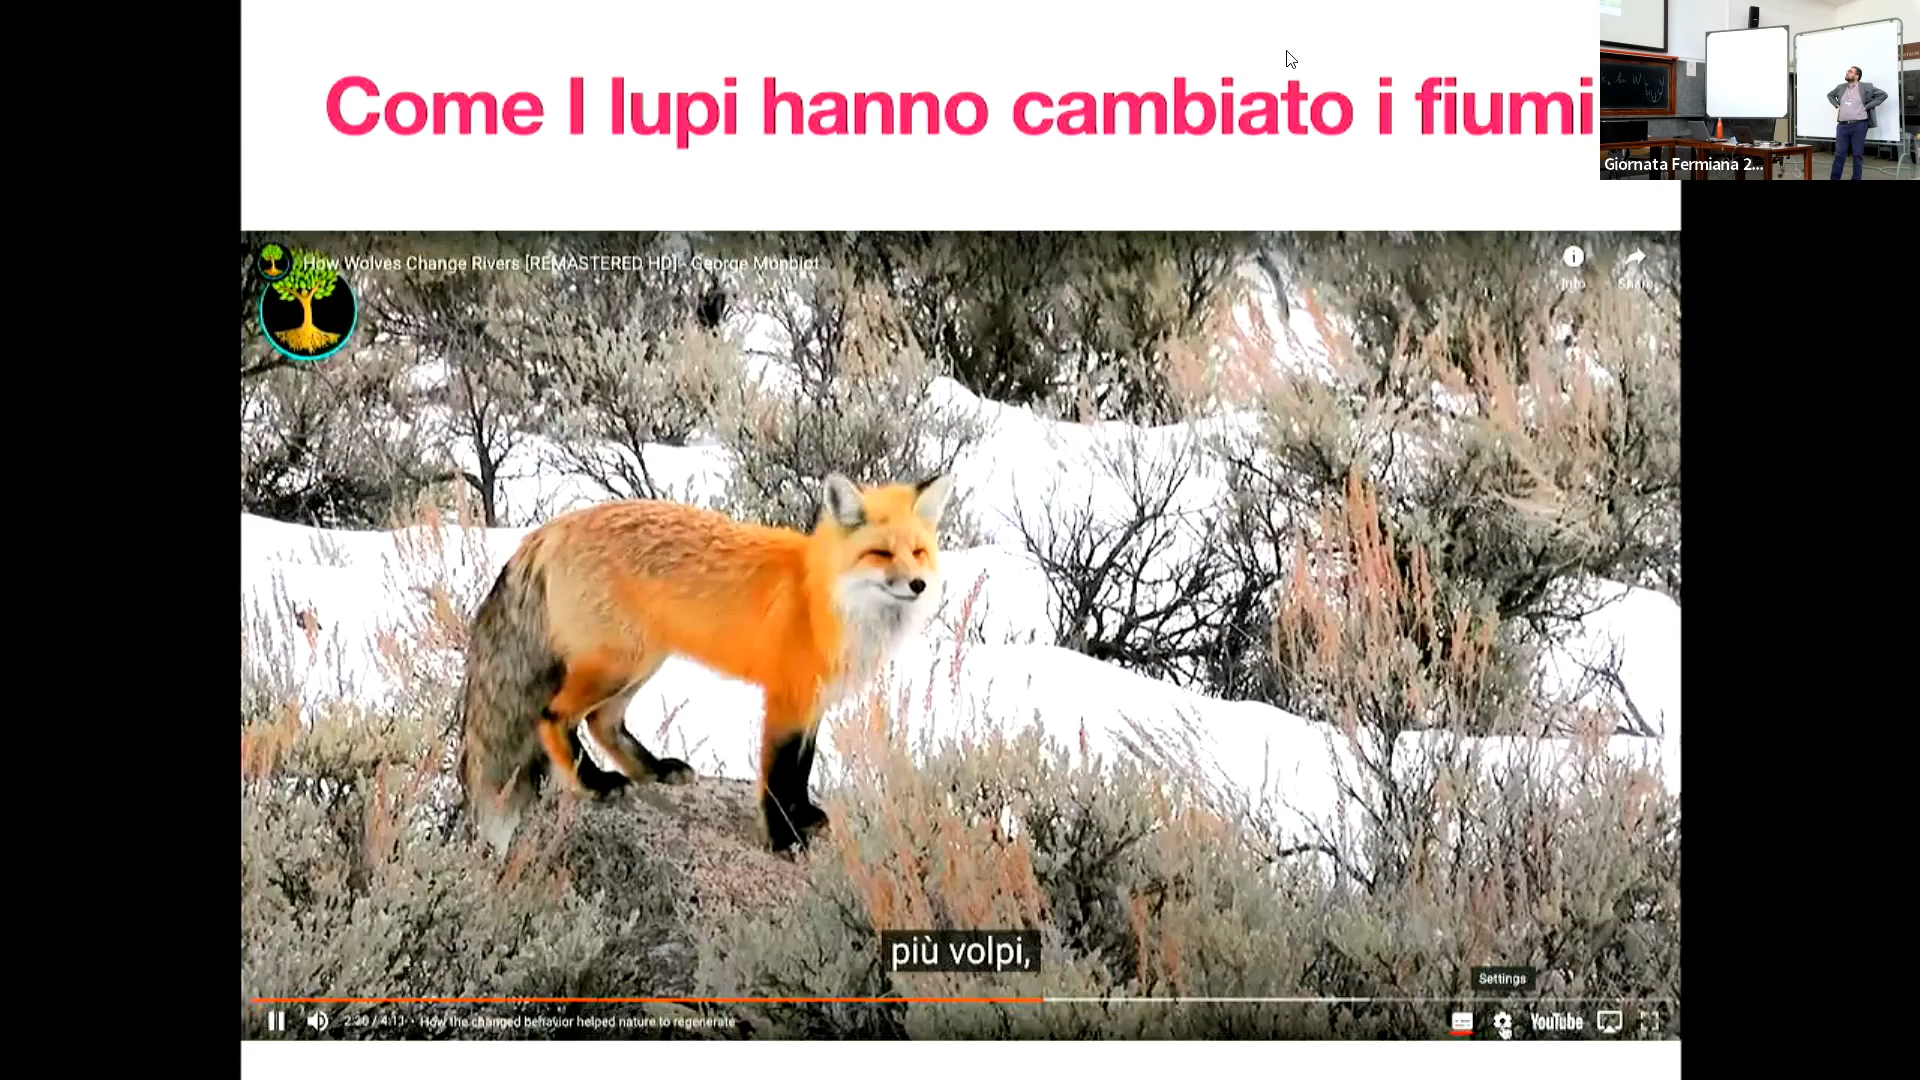 Come I lupi hanno cambiato i fiumi
Giornata Fermiana 2...
How Wolves Change Rivers [REMASTERED HD] - George Monbiot
Info
Share
più volpi,
Settings
2:20 / 4:11 • How the changed behavior helped nature to regenerate
YouTube